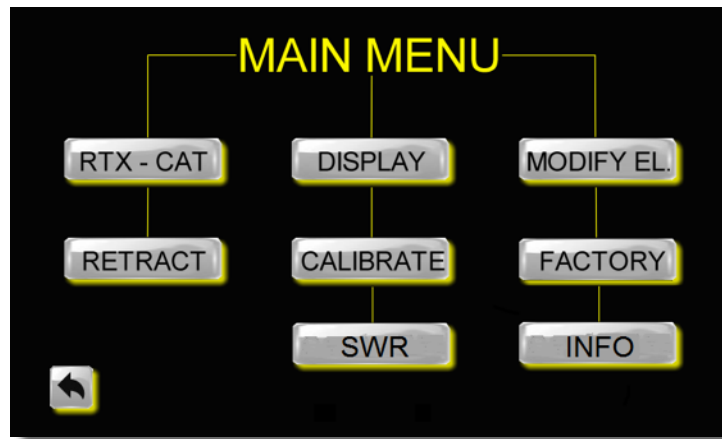 MAIN MENU
RTX - CAT
DISPLAY
MODIFY EL.
RETRACT
CALIBRATE
FACTORY
SWR
INFO